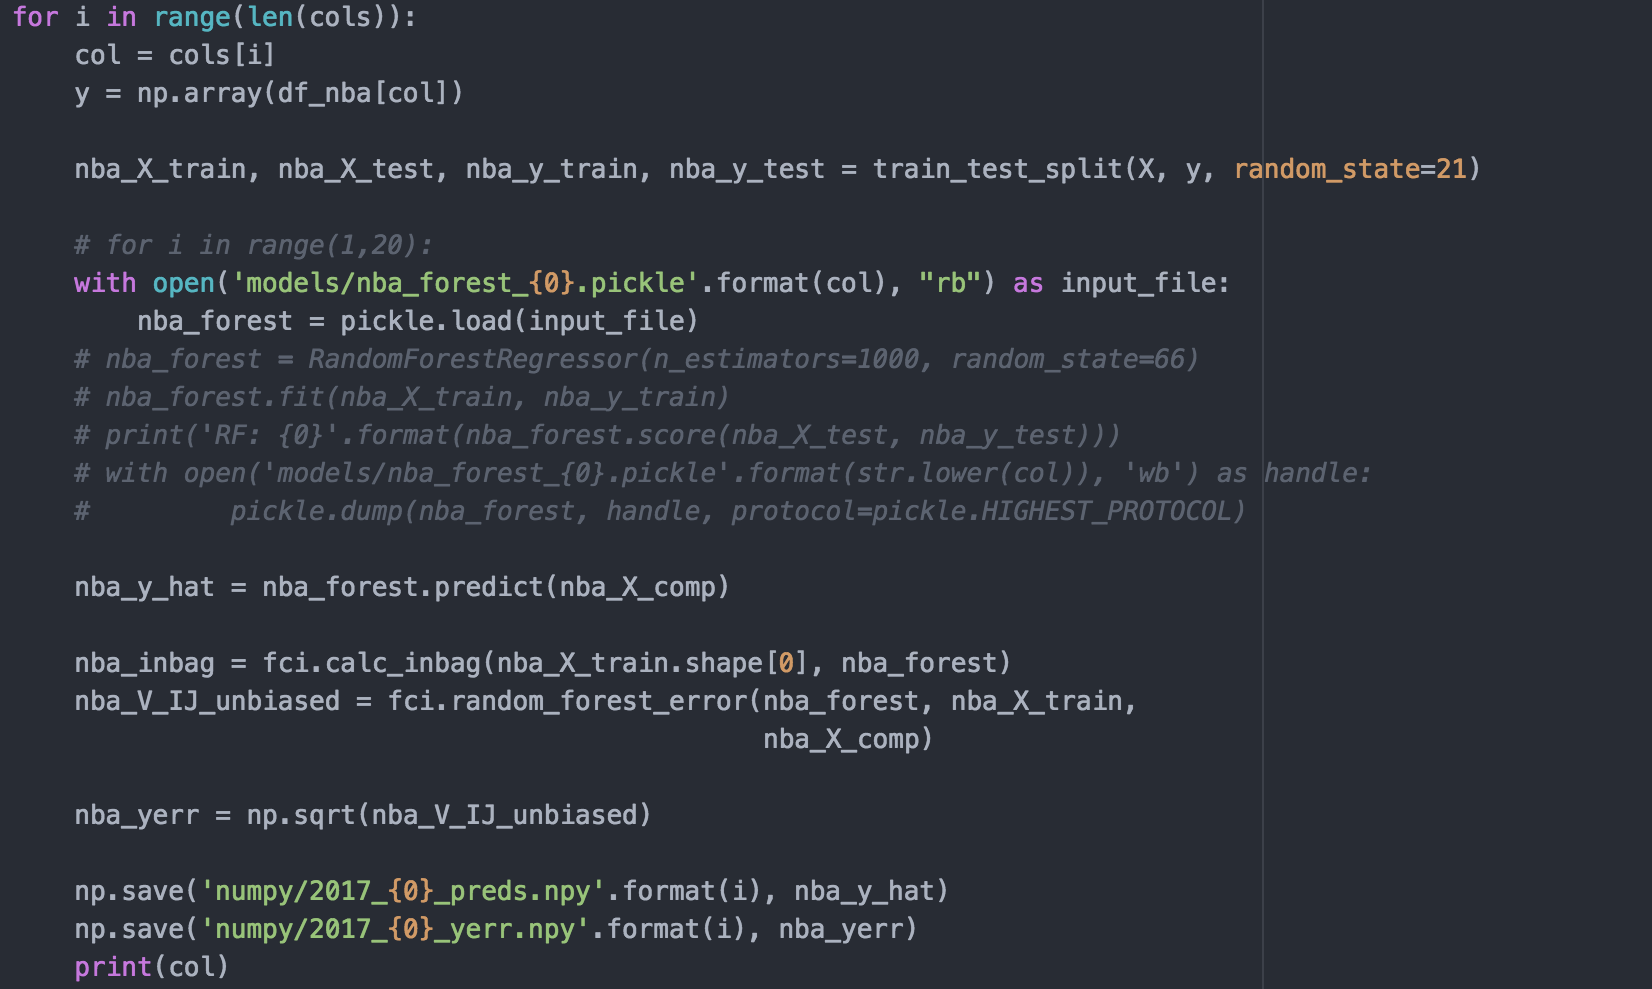 for i in range(len(cols)):
    col = cols[i]
    y = np.array(df_nba[col])

    nba_X_train, nba_X_test, nba_y_train, nba_y_test = train_test_split(X, y, random_state=21)

    # for i in range(1,20):
    with open('models/nba_forest_{0}.pickle'.format(col), "rb") as input_file:
        nba_forest = pickle.load(input_file)
    # nba_forest = RandomForestRegressor(n_estimators=1000, random_state=66)
    # nba_forest.fit(nba_X_train, nba_y_train)
    # print('RF: {0}'.format(nba_forest.score(nba_X_test, nba_y_test)))
    # with open('models/nba_forest_{0}.pickle'.format(str.lower(col)), 'wb') as handle:
    #         pickle.dump(nba_forest, handle, protocol=pickle.HIGHEST_PROTOCOL)

    nba_y_hat = nba_forest.predict(nba_X_comp)

    nba_inbag = fci.calc_inbag(nba_X_train.shape[0], nba_forest)
    nba_V_IJ_unbiased = fci.random_forest_error(nba_forest, nba_X_train,
                                                nba_X_comp)

    nba_yerr = np.sqrt(nba_V_IJ_unbiased)

    np.save('numpy/2017_{0}_preds.npy'.format(i), nba_y_hat)
    np.save('numpy/2017_{0}_yerr.npy'.format(i), nba_yerr)
    print(col)